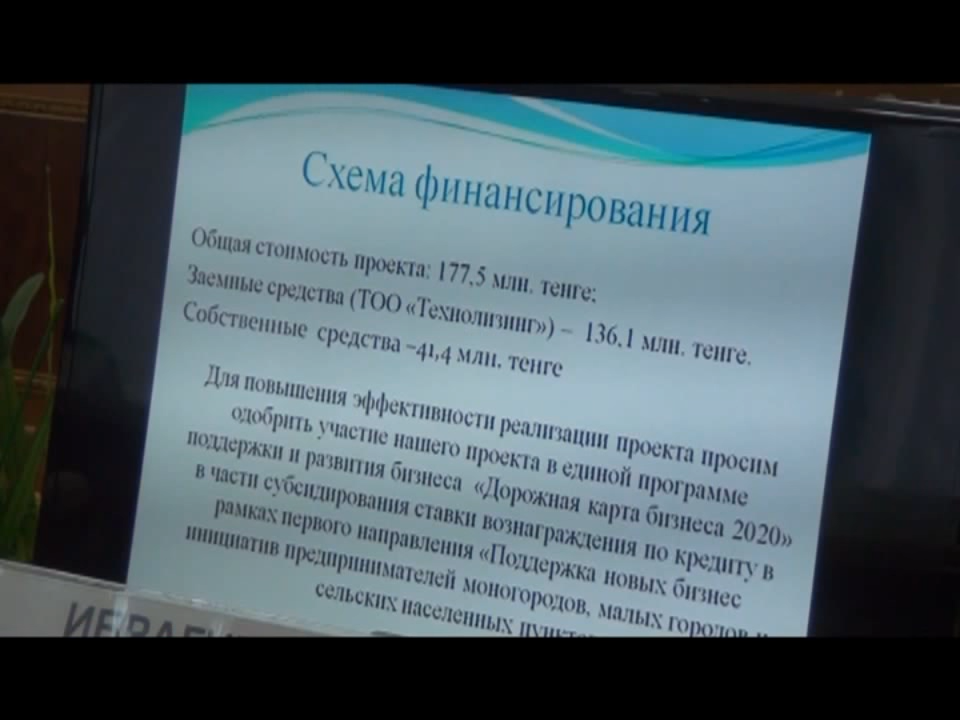 Схема финансирования
Общая стоимость проекта: 177,5 млн. тенге;
Заемные средства (ТОО «Технолизинг») – 136,1 млн. тенге.
Собственные средства –41,4 млн. тенге
Для повышения эффективности реализации проекта просим
одобрить участие нашего проекта в единой программе
поддержки и развития бизнеса «Дорожная карта бизнеса 2020»
в части субсидирования ставки вознаграждения по кредиту в
рамках первого направления «Поддержка новых бизнес
инициатив предпринимателей моногородов, малых городов и
сельских населенных